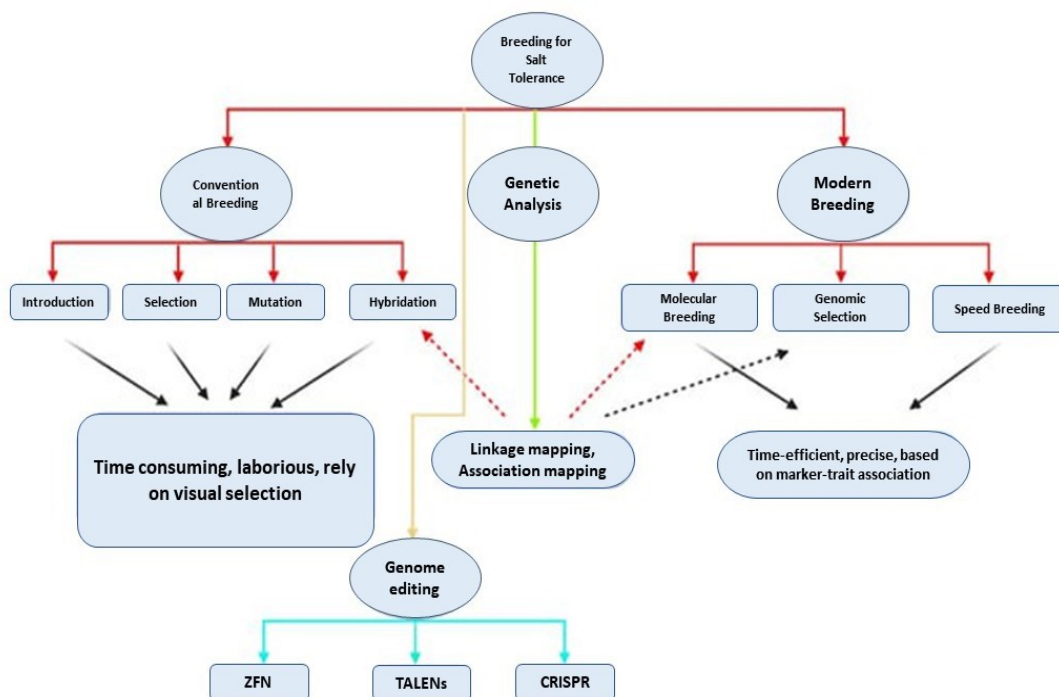 Breeding for
Salt
Tolerance
Convention
al Breeding
Genetic
Analysis
Modern
Breeding
Introduction
Selection
Mutation
Hybridation
Molecular
Breeding
Genomic
Selection
Speed Breeding
Time consuming, laborious, rely
on visual selection
Linkage mapping,
Association mapping
Time-efficient, precise, based
on marker-trait association
Genome
editing
ZFN
TALENs
CRISPR